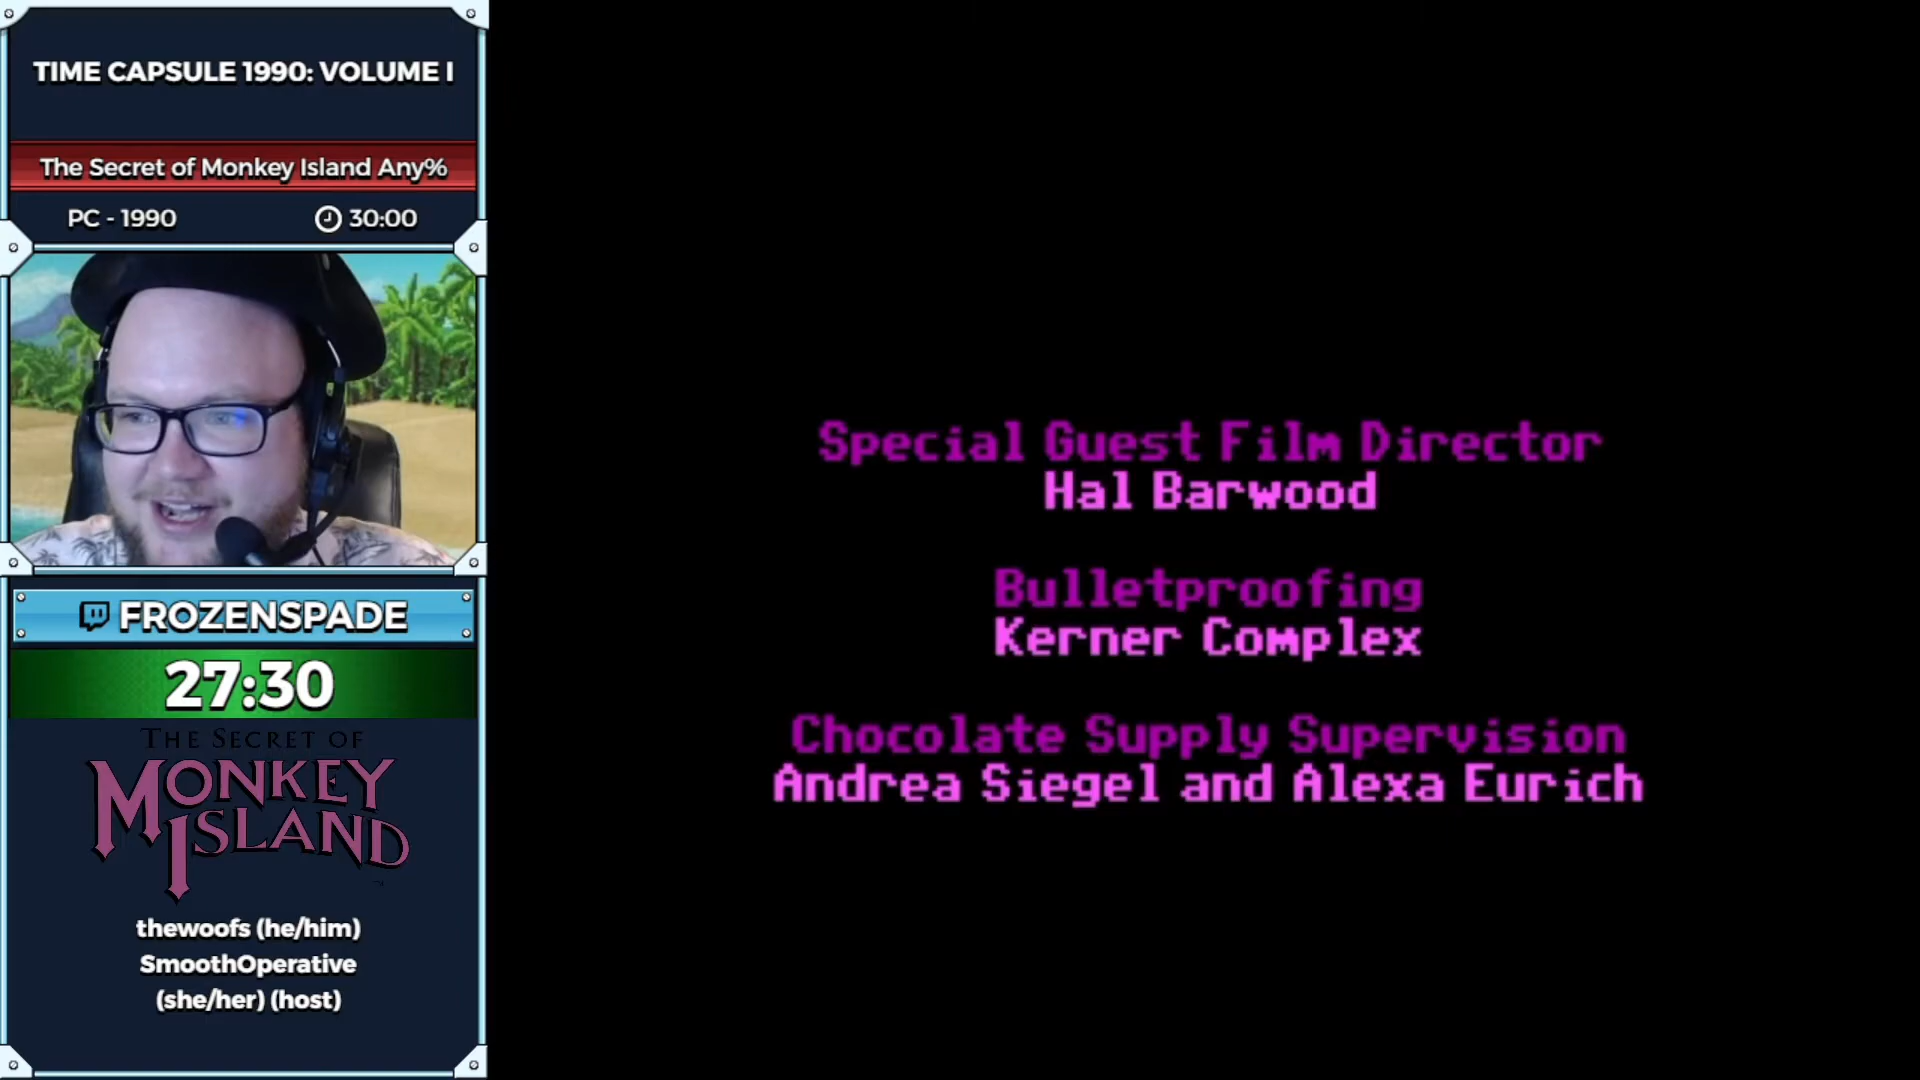 TIME CAPSULE 1990: VOLUME I
The Secret of Monkey Island Any%
PC - 1990
30:00
FROZENSPADE
27:30
THE SECRET OF
MONKEY
ISLAND
thewoofs (he/him)
SmoothOperative
(she/her) (host)
Special Guest Film Director
Hal Barwood
Bulletproofing
Kerner Complex
Chocolate Supply Supervision
Andrea Siegel and Alexa Eurich